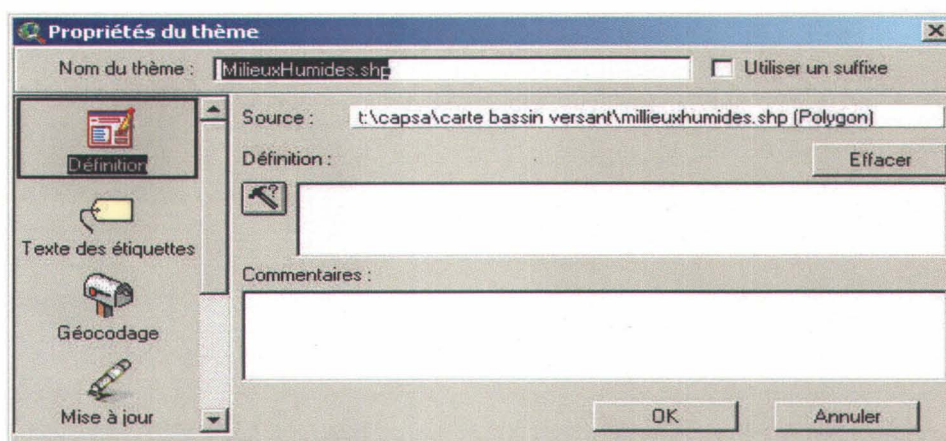 Propriétés du thème
Nom du thème : MilieuxHumides.shp Utiliser un suffixe
Définition
Texte des étiquettes
Géocodage
Mise à jour
Source : t:\capsa\carte bassin versant\millieuxhumides.shp (Polygon)
Définition : Effacer
Commentaires :
OK Annuler